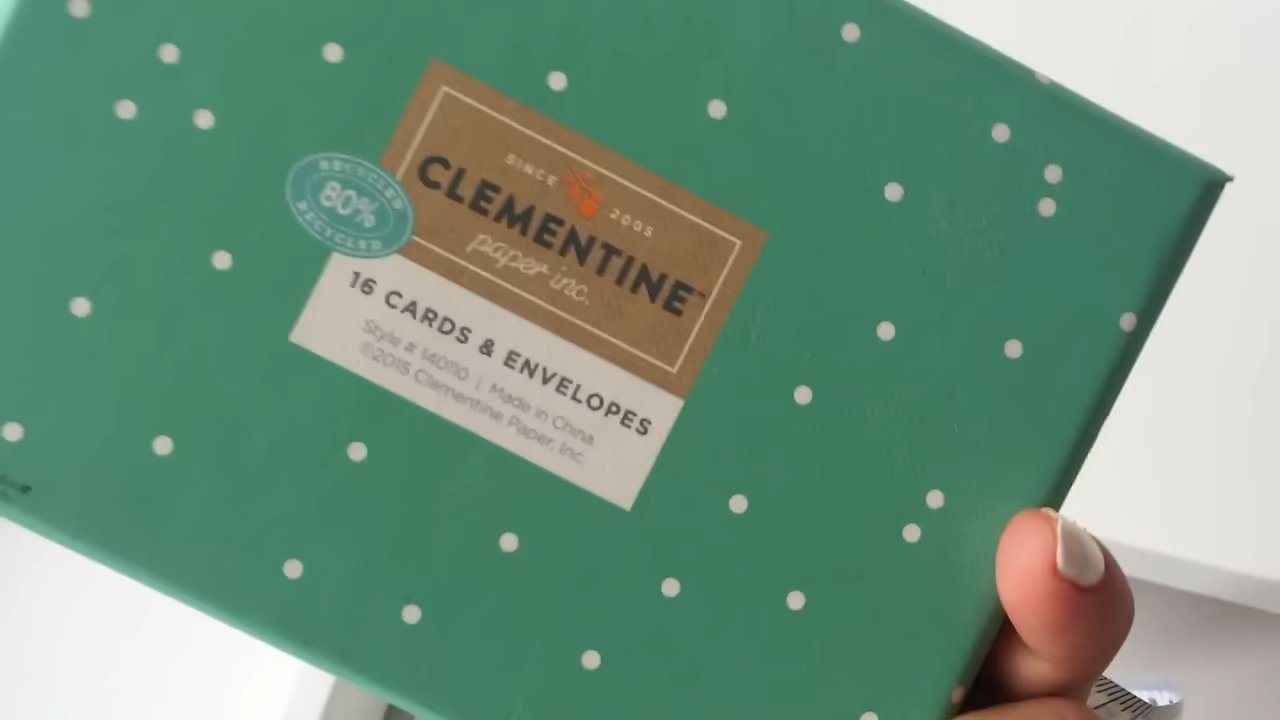 SINCE 2005
CLEMENTINE™
paper inc.
RECYCLED
80%
RECYCLED
16 CARDS & ENVELOPES
Style # 140110 | Made in China
©2015 Clementine Paper, Inc.